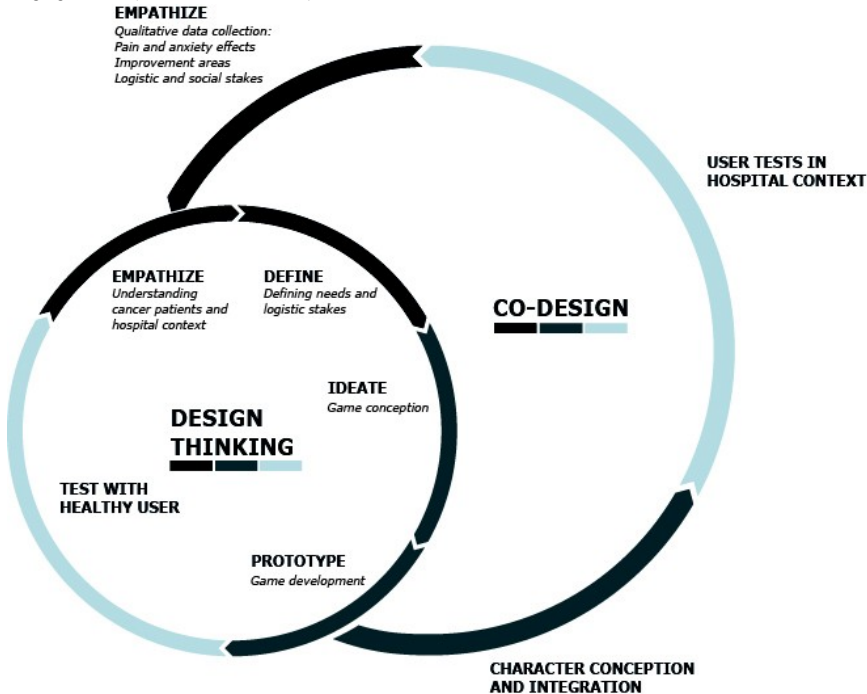 EMPATHIZE
Qualitative data collection:
Pain and anxiety effects
Improvement areas
Logistic and social stakes
USER TESTS IN
HOSPITAL CONTEXT
EMPATHIZE
Understanding
cancer patients and
hospital context
DEFINE
Defining needs and
logistic stakes
CO-DESIGN
IDEATE
Game conception
DESIGN
THINKING
TEST WITH
HEALTHY USER
PROTOTYPE
Game development
CHARACTER CONCEPTION
AND INTEGRATION